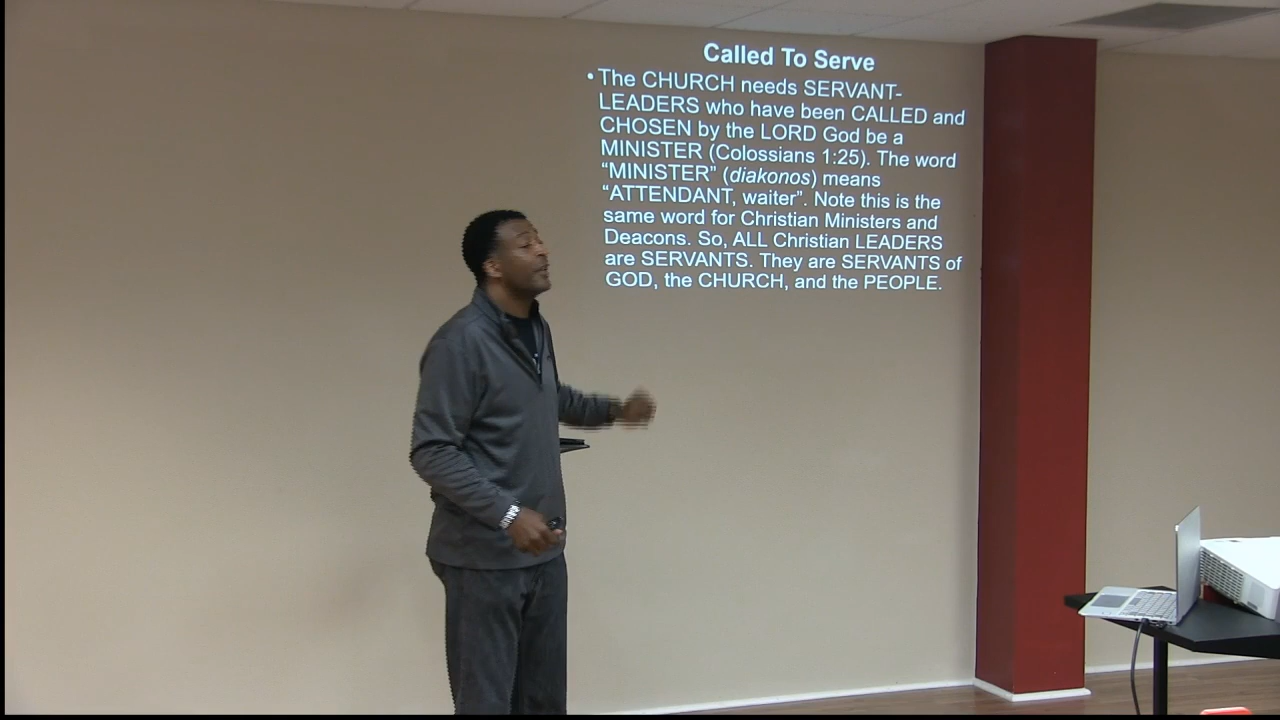 Called To Serve
• The CHURCH needs SERVANT-
LEADERS who have been CALLED and
CHOSEN by the LORD God be a
MINISTER (Colossians 1:25). The word
“MINISTER” (diakonos) means
“ATTENDANT, waiter”. Note this is the
same word for Christian Ministers and
Deacons. So, ALL Christian LEADERS
are SERVANTS. They are SERVANTS of
GOD, the CHURCH, and the PEOPLE.